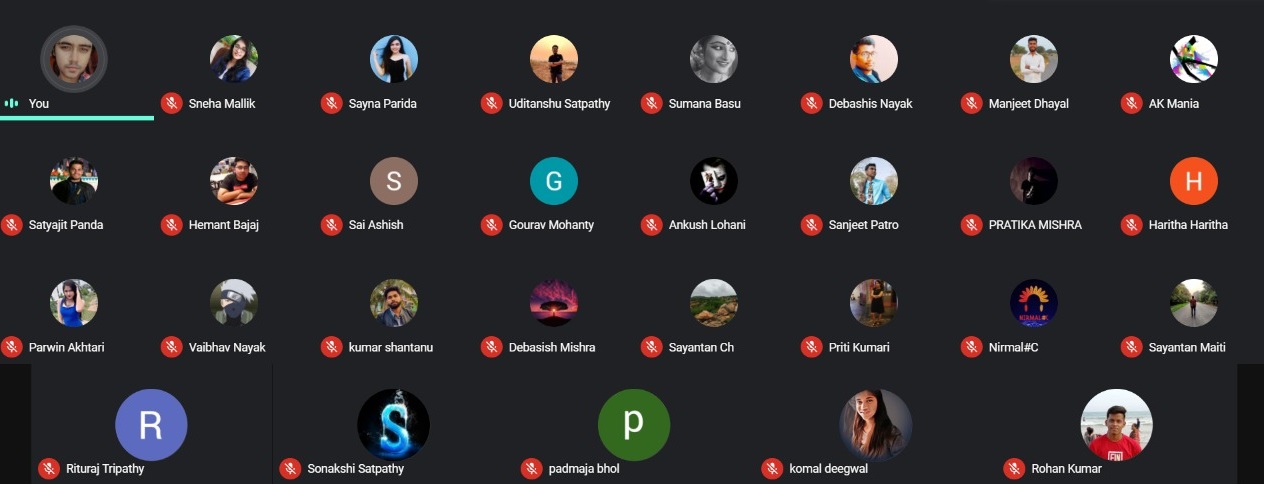 You
Sneha Mallik
Sayna Parida
Uditanshu Satpathy
Sumana Basu
Debashis Nayak
Manjeet Dhayal
AK Mania
Satyajit Panda
Hemant Bajaj
S
Sai Ashish
G
Gourav Mohanty
Ankush Lohani
Sanjeet Patro
PRATIKA MISHRA
H
Haritha Haritha
Parwin Akhtari
Vaibhav Nayak
kumar shantanu
Debasish Mishra
Sayantan Ch
Priti Kumari
NIRMAL#C
Nirmal#C
Sayantan Maiti
R
Rituraj Tripathy
S
Sonakshi Satpathy
p
padmaja bhol
komal deegwal
Rohan Kumar